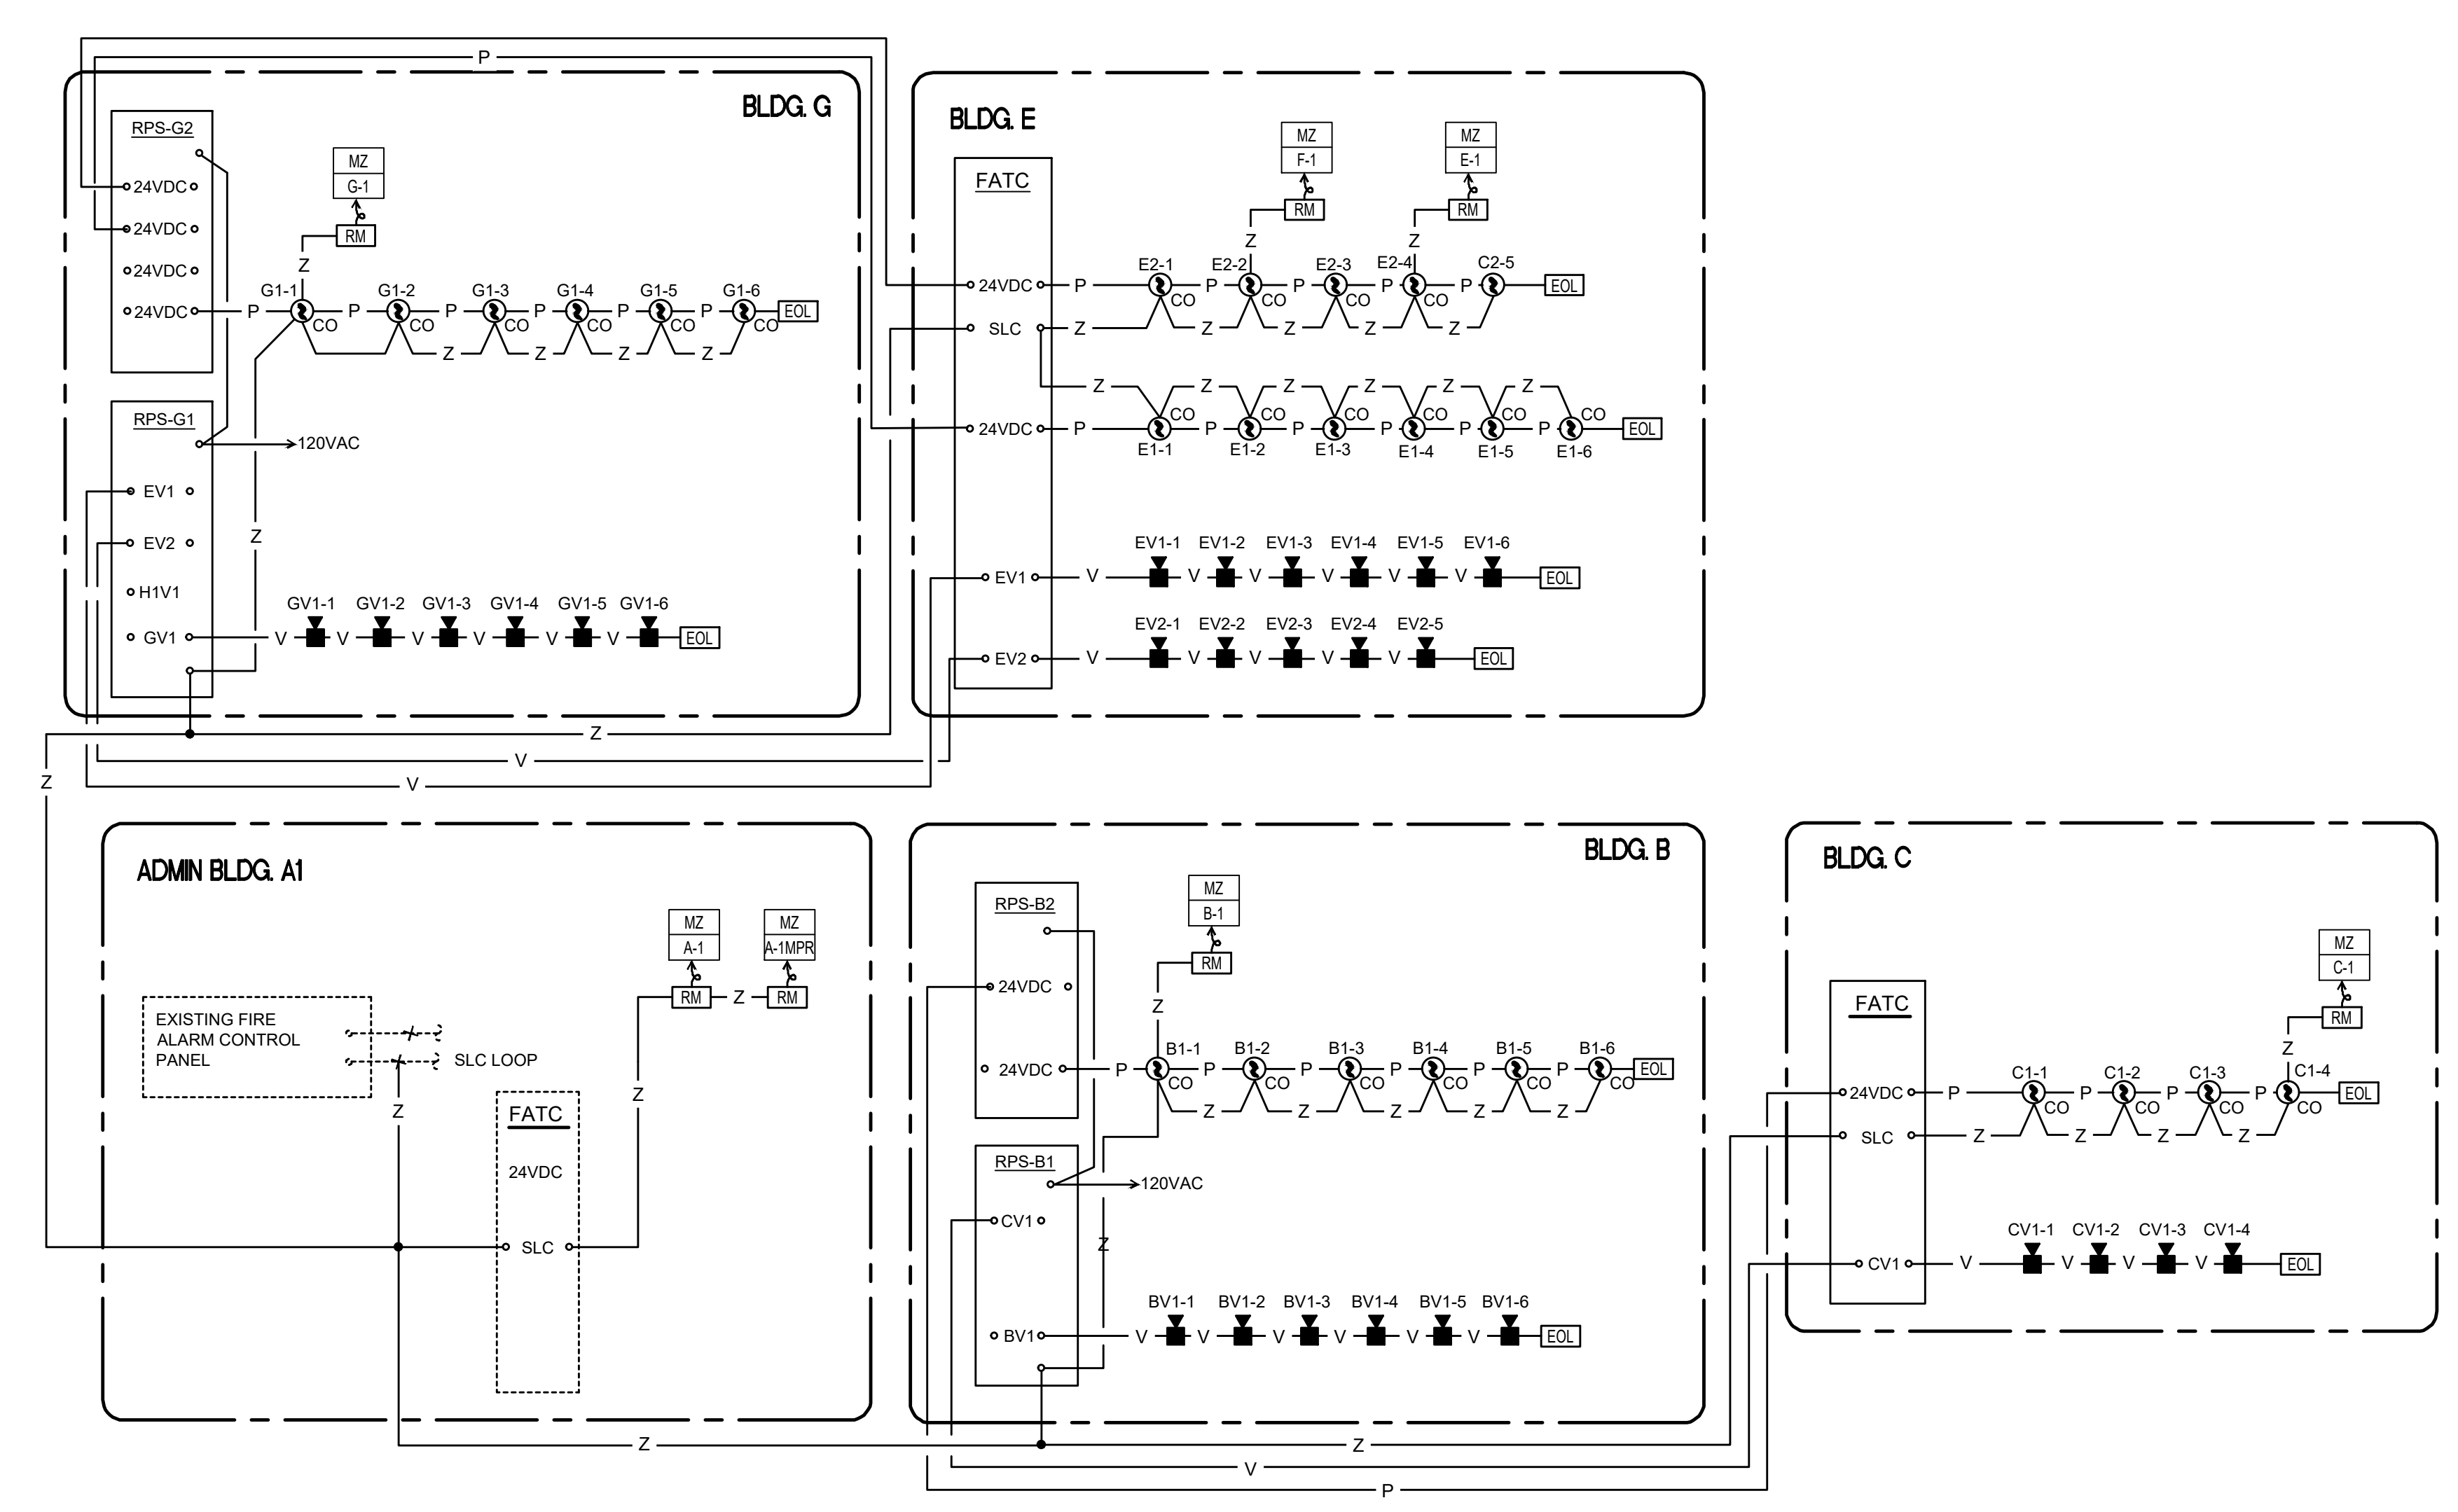 P
BLDG. G
RPS-G2
24VDC
24VDC
24VDC
24VDC
MZ
G-1
RM
Z
G1-1 G1-2 G1-3 G1-4 G1-5 G1-6
P P P P P P EOL
CO CO CO CO CO CO
Z Z Z Z
RPS-G1
120VAC
EV1
Z
EV2
H1V1
GV1-1 GV1-2 GV1-3 GV1-4 GV1-5 GV1-6
GV1 V V V V V V EOL
BLDG. E
FATC
MZ MZ
F-1 E-1
RM RM
Z Z
E2-1 E2-2 E2-3 E2-4 C2-5
24VDC P P P P P EOL
CO CO CO CO
SLC Z Z Z Z Z
Z Z Z Z Z Z
CO CO CO CO CO CO
24VDC P P P P P P EOL
E1-1 E1-2 E1-3 E1-4 E1-5 E1-6
EV1-1 EV1-2 EV1-3 EV1-4 EV1-5 EV1-6
EV1 V V V V V V EOL
EV2-1 EV2-2 EV2-3 EV2-4 EV2-5
EV2 V V V V V EOL
Z
V
Z
V
ADMIN BLDG. A1
MZ MZ
A-1 A-1MPR
RM Z RM
EXISTING FIRE
ALARM CONTROL
PANEL
SLC LOOP
Z
Z
FATC
24VDC
SLC
BLDG. B
RPS-B2
MZ
B-1
RM
24VDC
Z
B1-1 B1-2 B1-3 B1-4 B1-5 B1-6
24VDC P P P P P P EOL
CO CO CO CO CO CO
Z Z Z Z Z
RPS-B1
120VAC
CV1
Z
BV1-1 BV1-2 BV1-3 BV1-4 BV1-5 BV1-6
BV1 V V V V V V EOL
BLDG. C
MZ
C-1
FATC
RM
Z
C1-1 C1-2 C1-3 C1-4
24VDC P P P P EOL
CO CO CO CO
SLC Z Z Z Z
CV1-1 CV1-2 CV1-3 CV1-4
CV1 V V V V EOL
Z Z
V
P